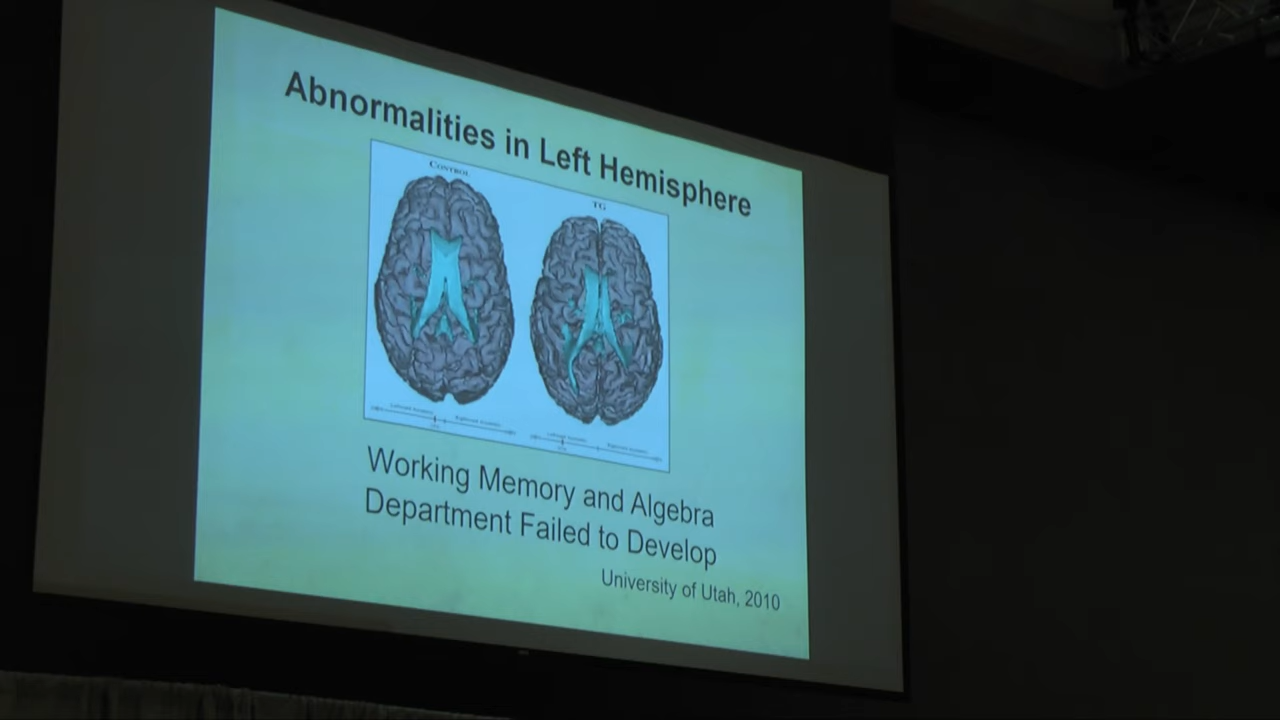 Abnormalities in Left Hemisphere
CONTROL
TG
Working Memory and Algebra
Department Failed to Develop
University of Utah, 2010